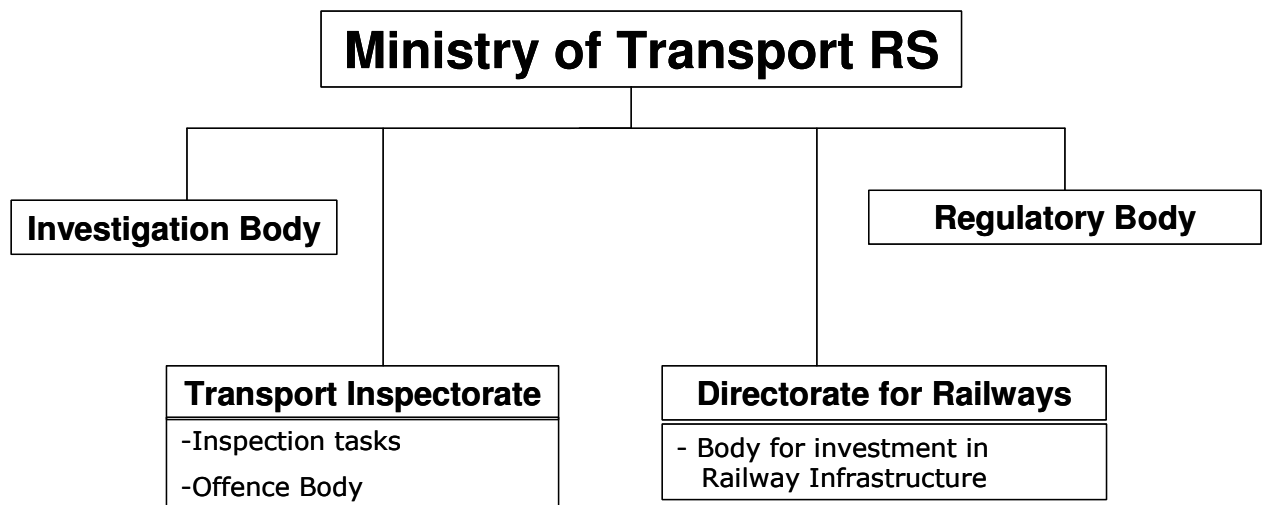 Ministry of Transport RS
Investigation Body
Regulatory Body
Transport Inspectorate
-Inspection tasks
-Offence Body
Directorate for Railways
- Body for investment in
Railway Infrastructure